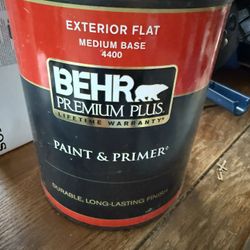 EXTERIOR FLAT
MEDIUM BASE
4400
BEHR
PREMIUM PLUS®
LIFETIME WARRANTY*
PAINT & PRIMER®
DURABLE, LONG-LASTING FINISH